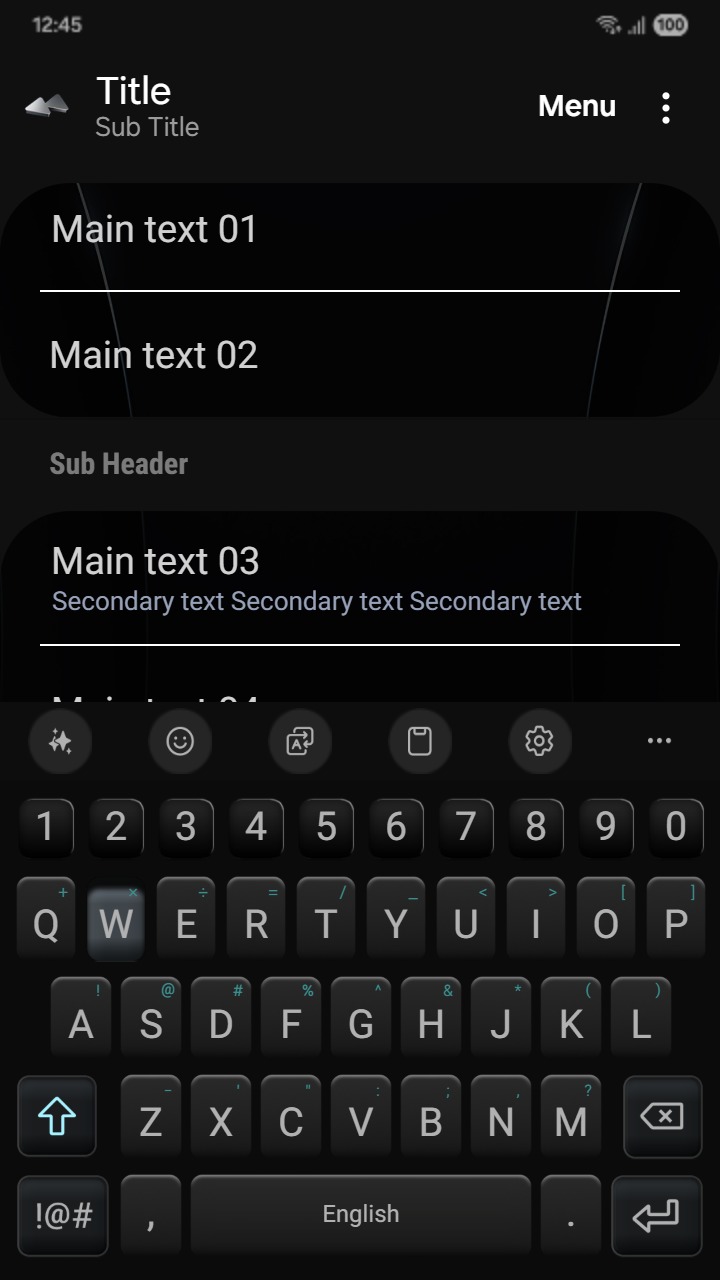 12:45
100
Title
Sub Title
Menu
Main text 01
Main text 02
Sub Header
Main text 03
Secondary text Secondary text Secondary text
1 2 3 4 5 6 7 8 9 0
+ × ÷ = / _ < > [ ]
Q W E R T Y U I O P
! @ # % ^ & * ( )
A S D F G H J K L
- ' " : ; , ?
Z X C V B N M
!@# , English .